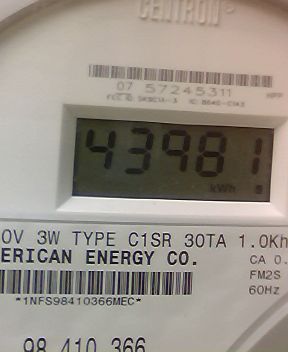 CENTRON®
07 57245311
43981
kWh
0V 3W TYPE C1SR 30TA 1.0Kh
ERICAN ENERGY CO.
CA 0.
FM2S
60Hz
*1NFS98410366MEC*
98 410 366